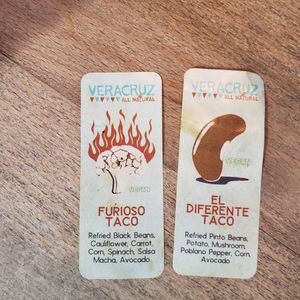 VERACRUZ
ALL NATURAL
VEGAN
FURIOSO
TACO
Refried Black Beans,
Cauliflower, Carrot,
Corn, Spinach, Salsa
Macha, Avocado
VERACRUZ
ALL NATURAL
VEGAN
EL
DIFERENTE
TACO
Refried Pinto Beans,
Potato, Mushroom,
Poblano Pepper, Corn,
Avocado